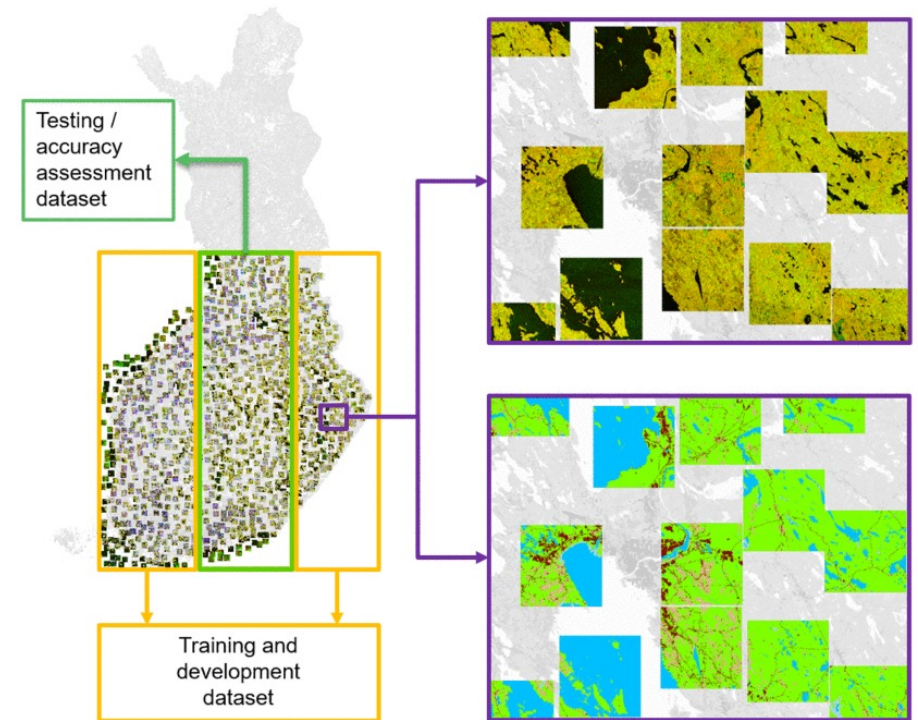 Testing /
accuracy
assessment
dataset
Training and
development
dataset